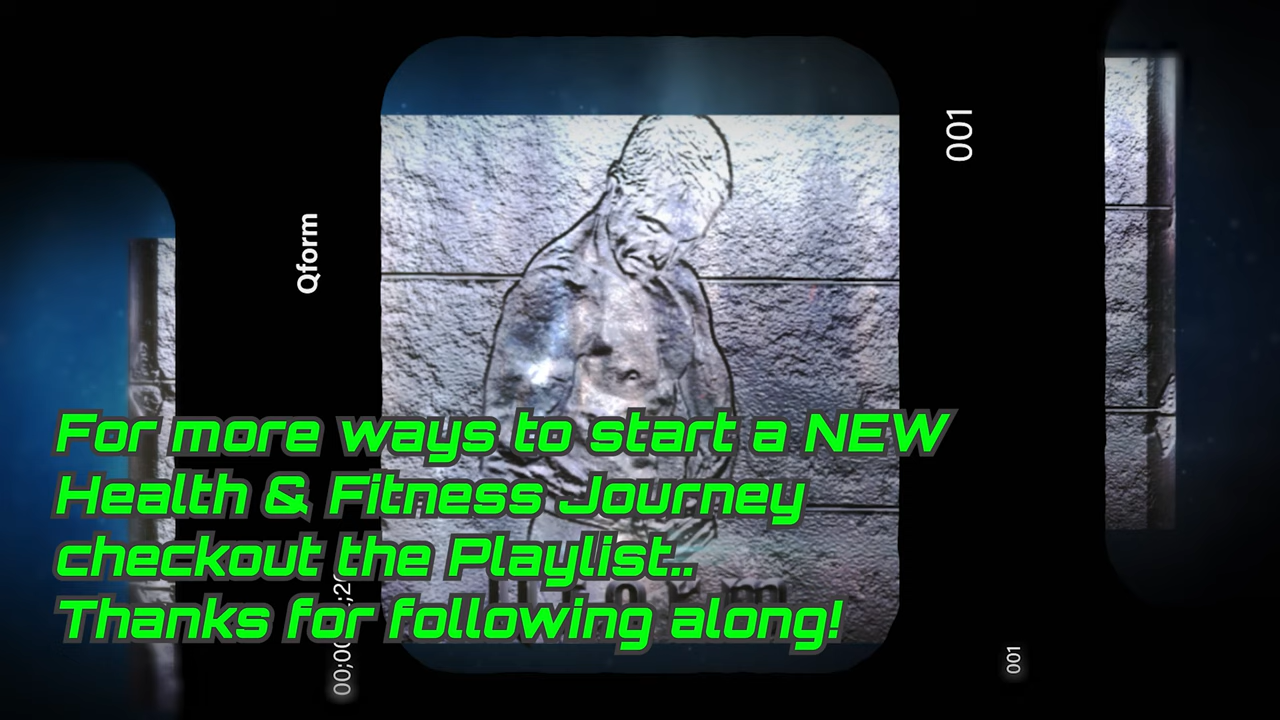 001
Qform
For more ways to start a NEW
Health & Fitness Journey
checkout the Playlist..
Thanks for following along!
001